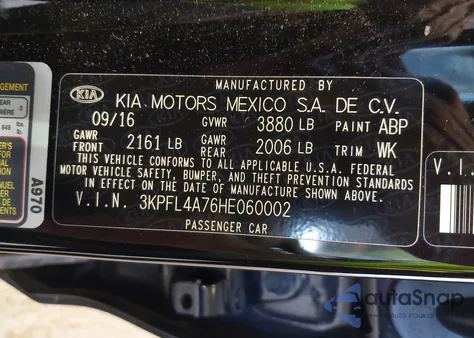 MANUFACTURED BY
KIA KIA MOTORS MEXICO S.A. DE C.V.
09/16 GVWR 3880 LB PAINT ABP
GAWR FRONT 2161 LB GAWR REAR 2006 LB TRIM WK
THIS VEHICLE CONFORMS TO ALL APPLICABLE U.S.A. FEDERAL
MOTOR VEHICLE SAFETY, BUMPER, AND THEFT PREVENTION STANDARDS
IN EFFECT ON THE DATE OF MANUFACTURE SHOWN ABOVE.
V.I.N. 3KPFL4A76HE060002
PASSENGER CAR
A970
V.I.
autoSnap